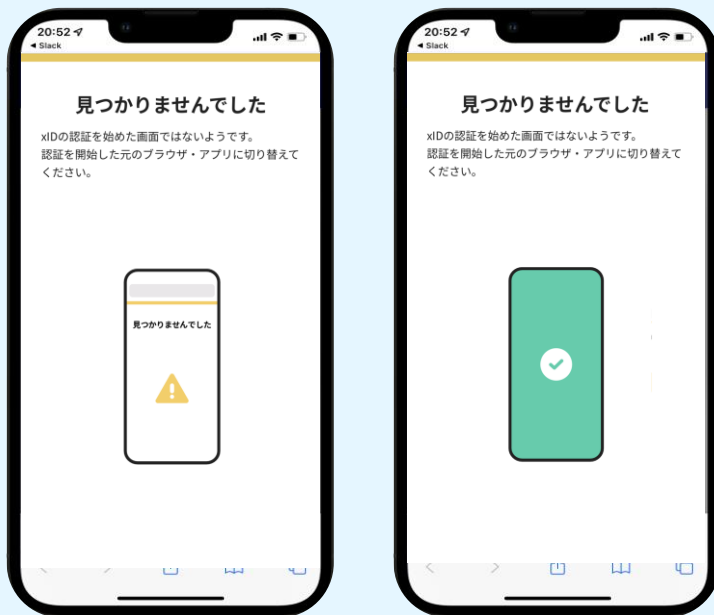 20:52
◀ Slack
見つかりませんでした
xIDの認証を始めた画面ではないようです。
認証を開始した元のブラウザ・アプリに切り替えて
ください。
見つかりませんでした
20:52
◀ Slack
見つかりませんでした
xIDの認証を始めた画面ではないようです。
認証を開始した元のブラウザ・アプリに切り替えて
ください。